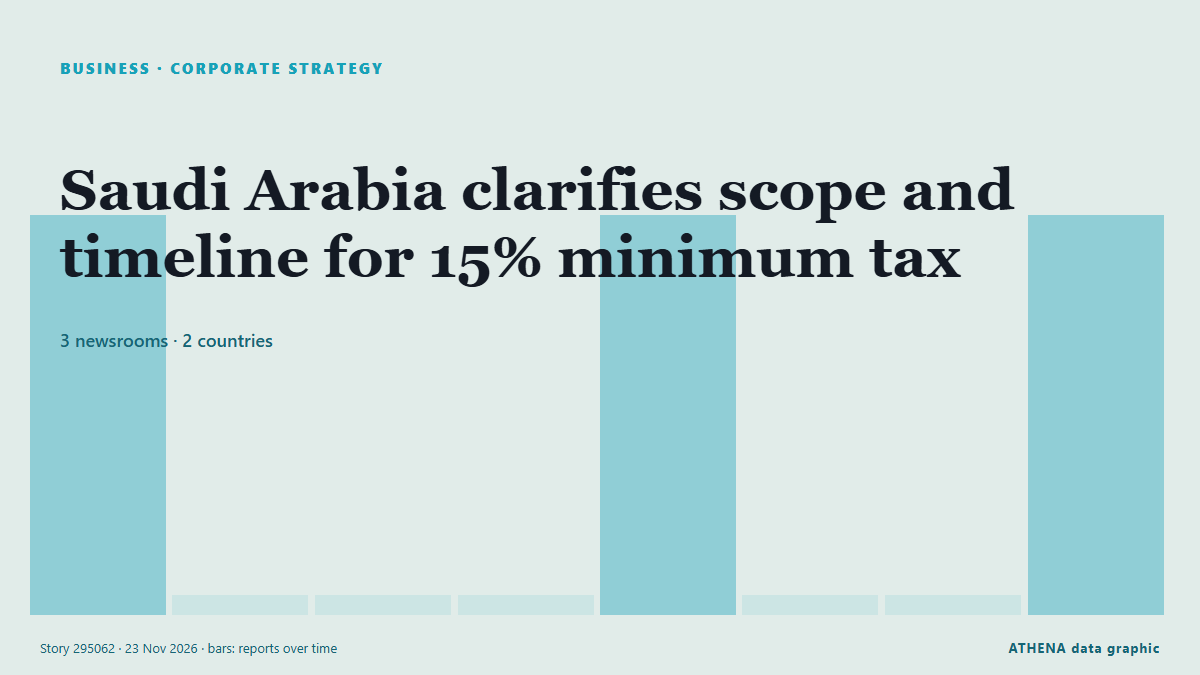 BUSINESS · CORPORATE STRATEGY
Saudi Arabia clarifies scope and
timeline for 15% minimum tax
3 newsrooms · 2 countries
Story 295062 · 23 Nov 2026 · bars: reports over time
ATHENA data graphic